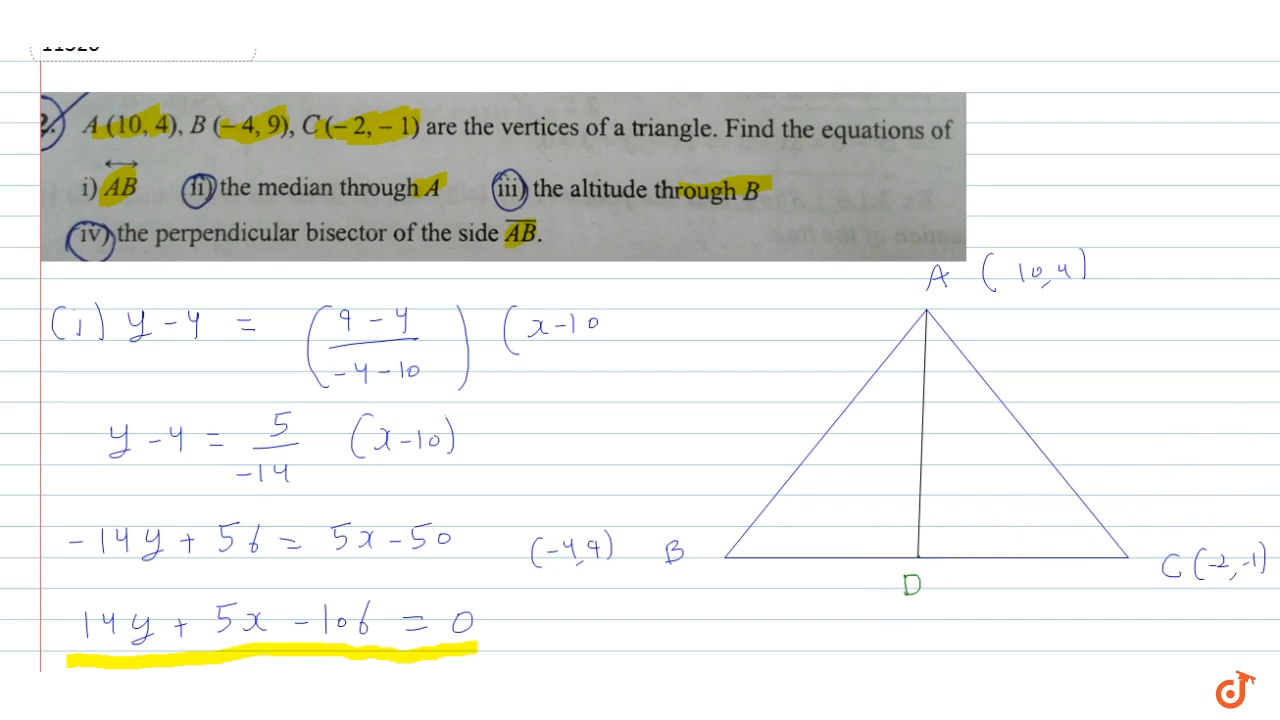 2. A (10, 4), B (– 4, 9), C (– 2, – 1) are the vertices of a triangle. Find the equations of
i) AB ii) the median through A iii) the altitude through B
iv) the perpendicular bisector of the side AB.
A (10,4)
(i) y - 4 = (9 - 4 / -4 - 10) (x - 10
y - 4 = 5 / -14 (x - 10)
-14y + 56 = 5x - 50
(-4,9) B
C (-2,-1)
D
14y + 5x - 106 = 0